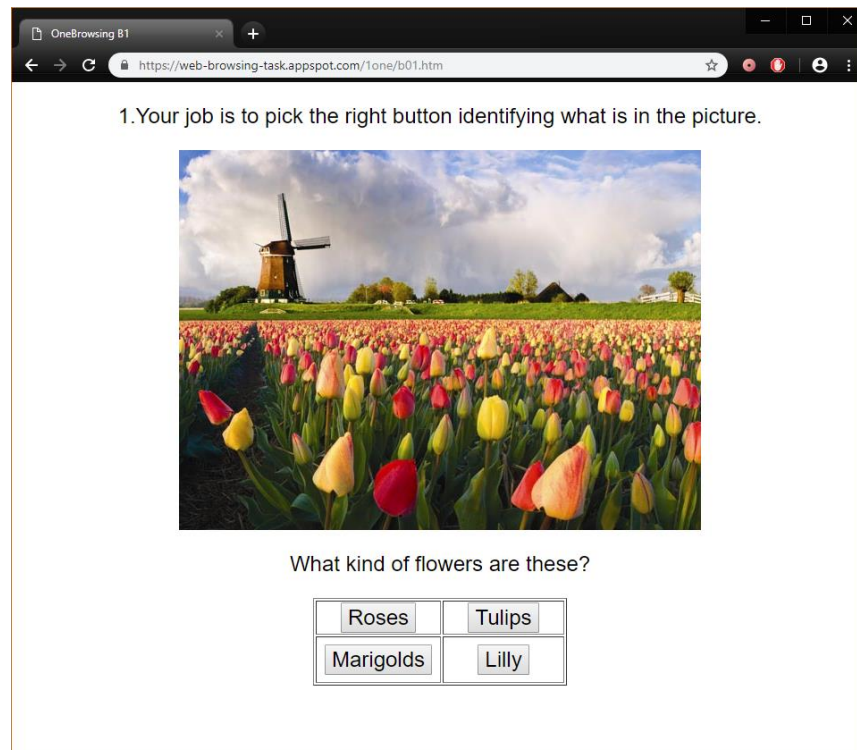 OneBrowsing B1
https://web-browsing-task.appspot.com/1one/b01.htm
1.Your job is to pick the right button identifying what is in the picture.
What kind of flowers are these?
Roses Tulips
Marigolds Lilly